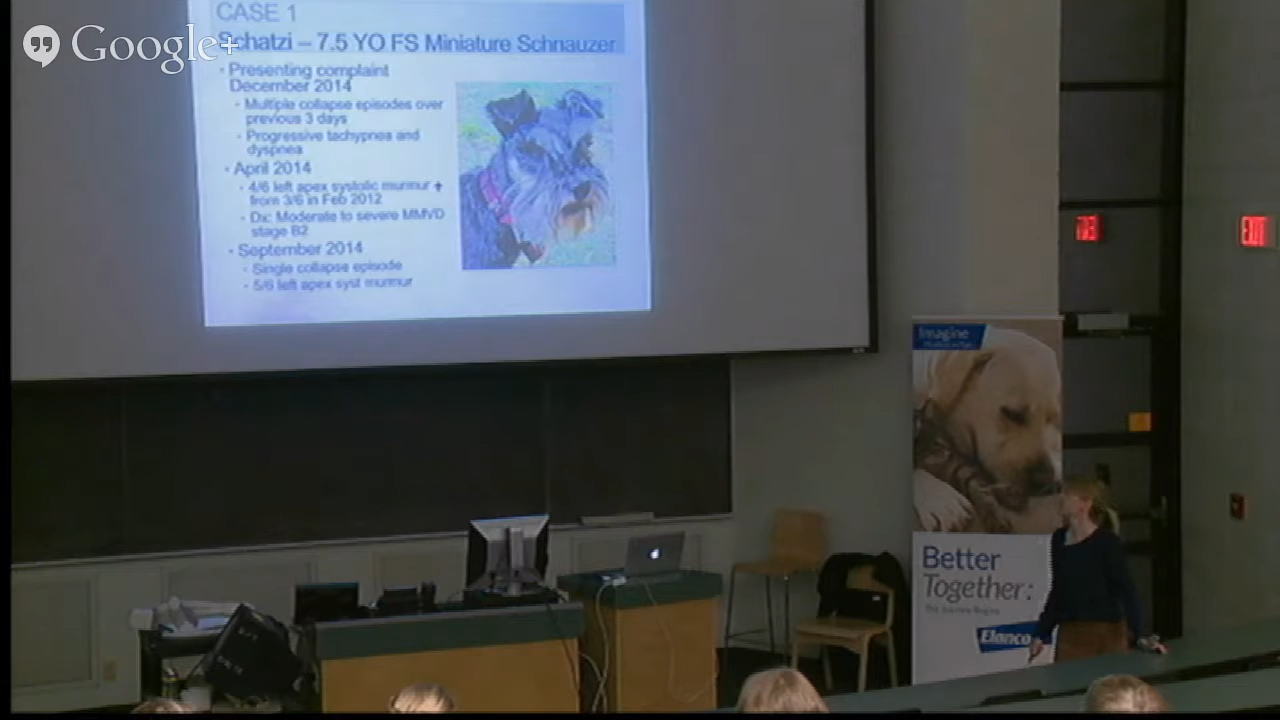 Google+
CASE 1
Schatzi – 7.5 YO FS Miniature Schnauzer
• Presenting complaint
December 2014
• Multiple collapse episodes over
previous 3 days
• Progressive tachypnea and
dyspnea
• April 2014
• 4/6 left apex systolic murmur ↑
from 3/6 in Feb 2012
• Dx: Moderate to severe MMVD
stage B2
• September 2014
• Single collapse episode
• 5/6 left apex syst murmur
Imagine
Better
Together:
The Journey Begins
Elanco
EXIT